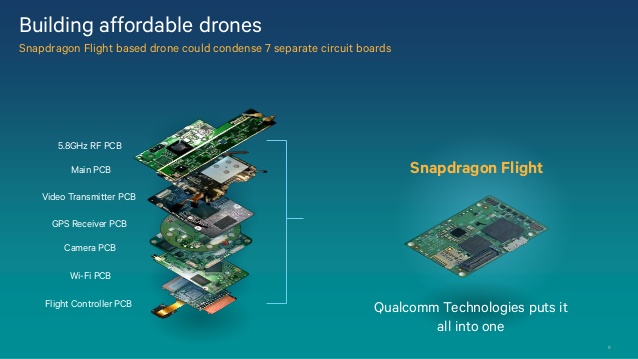 Building affordable drones
Snapdragon Flight based drone could condense 7 separate circuit boards
5.8GHz RF PCB
Main PCB
Video Transmitter PCB
GPS Receiver PCB
Camera PCB
Wi-Fi PCB
Flight Controller PCB
Snapdragon Flight
Qualcomm Technologies puts it
all into one